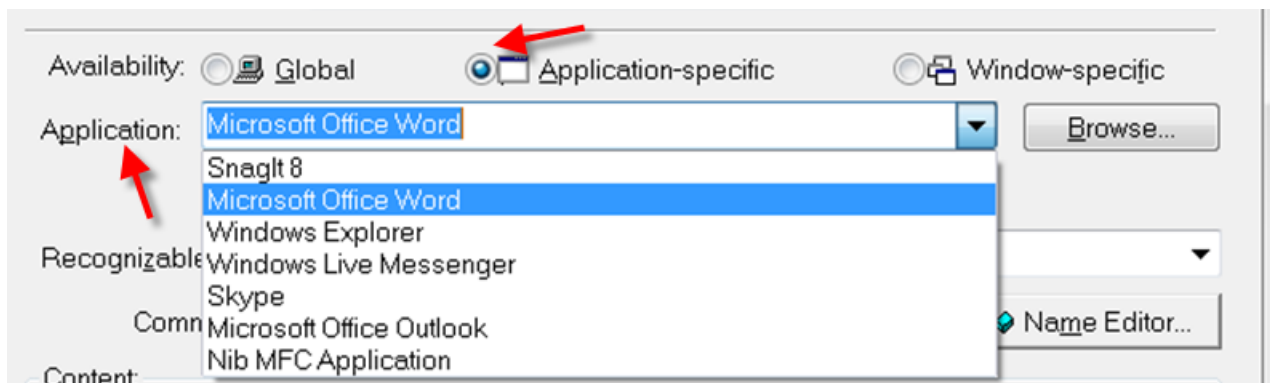 Availability: Global Application-specific Window-specific
Application: Microsoft Office Word Browse...
SnagIt 8
Microsoft Office Word
Windows Explorer
Recognizable
Windows Live Messenger
Skype
Comn Name Editor...
Microsoft Office Outlook
Nib MFC Application
Content: